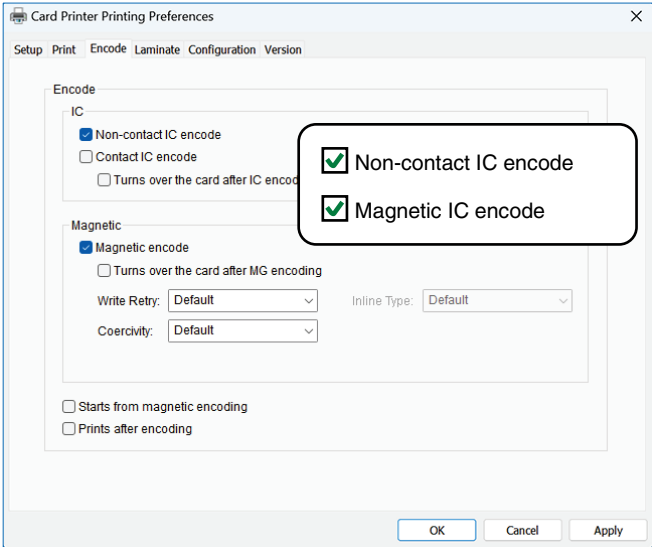 Card Printer Printing Preferences
Setup Print Encode Laminate Configuration Version
Encode
IC
Non-contact IC encode
Contact IC encode
Turns over the card after IC encod
Non-contact IC encode
Magnetic IC encode
Magnetic
Magnetic encode
Turns over the card after MG encoding
Write Retry: Default Inline Type: Default
Coercivity: Default
Starts from magnetic encoding
Prints after encoding
OK Cancel Apply